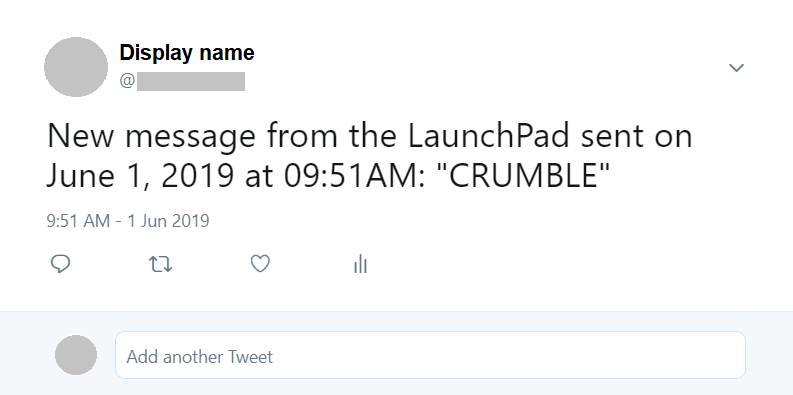 Display name
@
New message from the LaunchPad sent on
June 1, 2019 at 09:51AM: "CRUMBLE"
9:51 AM - 1 Jun 2019
Add another Tweet